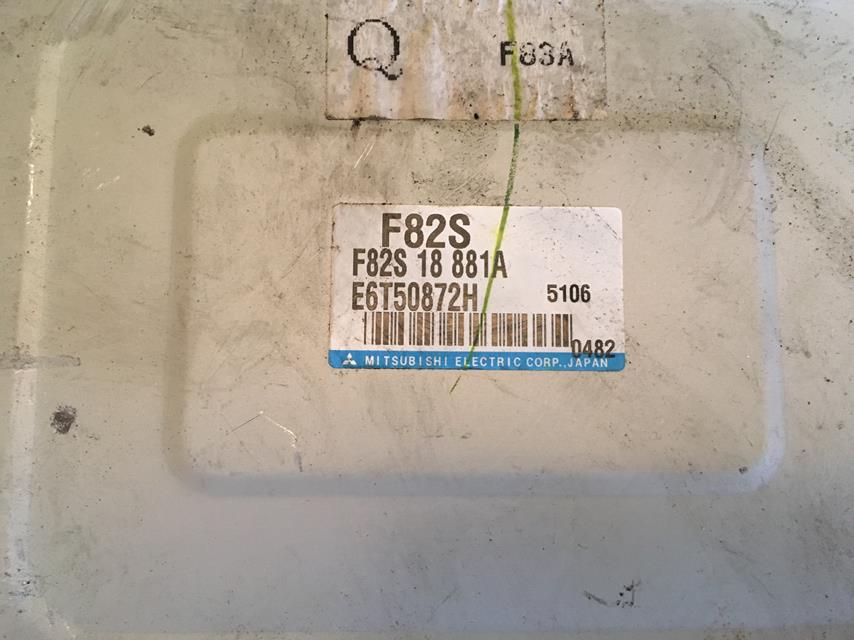 Q F83A
F82S
F82S 18 881A
E6T50872H 5106
0482
MITSUBISHI ELECTRIC CORP., JAPAN